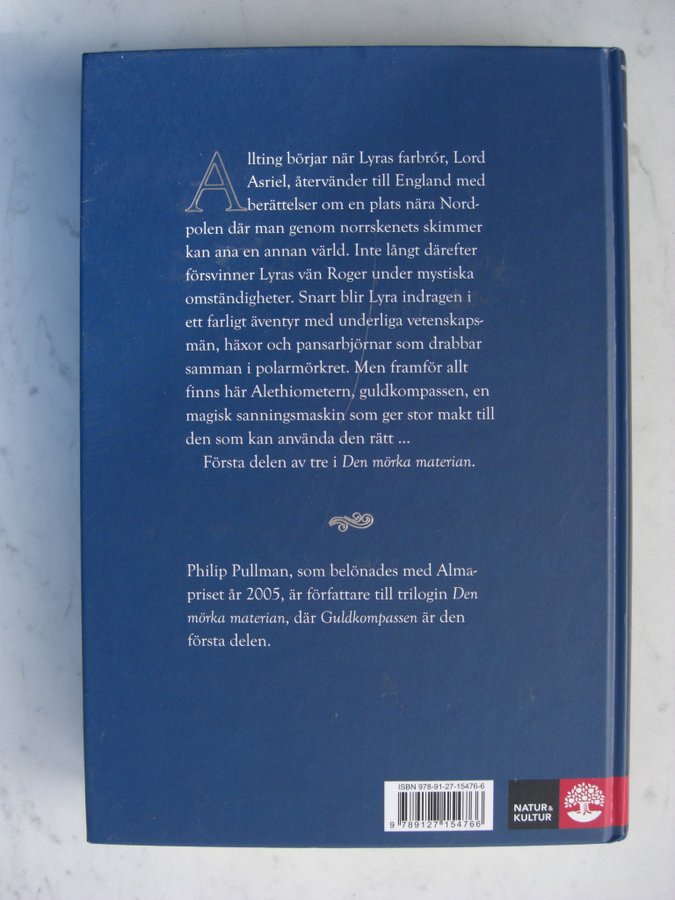 Allting börjar när Lyras farbror, Lord
Asriel, återvänder till England med
berättelser om en plats nära Nord-
polen där man genom norrskenets skimmer
kan ana en annan värld. Inte långt därefter
försvinner Lyras vän Roger under mystiska
omständigheter. Snart blir Lyra indragen i
ett farligt äventyr med underliga vetenskaps-
män, häxor och pansarbjörnar som drabbar
samman i polarmörkret. Men framför allt
finns här Alethiometern, guldkompassen, en
magisk sanningsmaskin som ger stor makt till
den som kan använda den rätt ...
Första delen av tre i Den mörka materian.
Philip Pullman, som belönades med Alma-
priset år 2005, är författare till trilogin Den
mörka materian, där Guldkompassen är den
första delen.
ISBN 978-91-27-15476-6
9 789127 154766
NATUR &
KULTUR